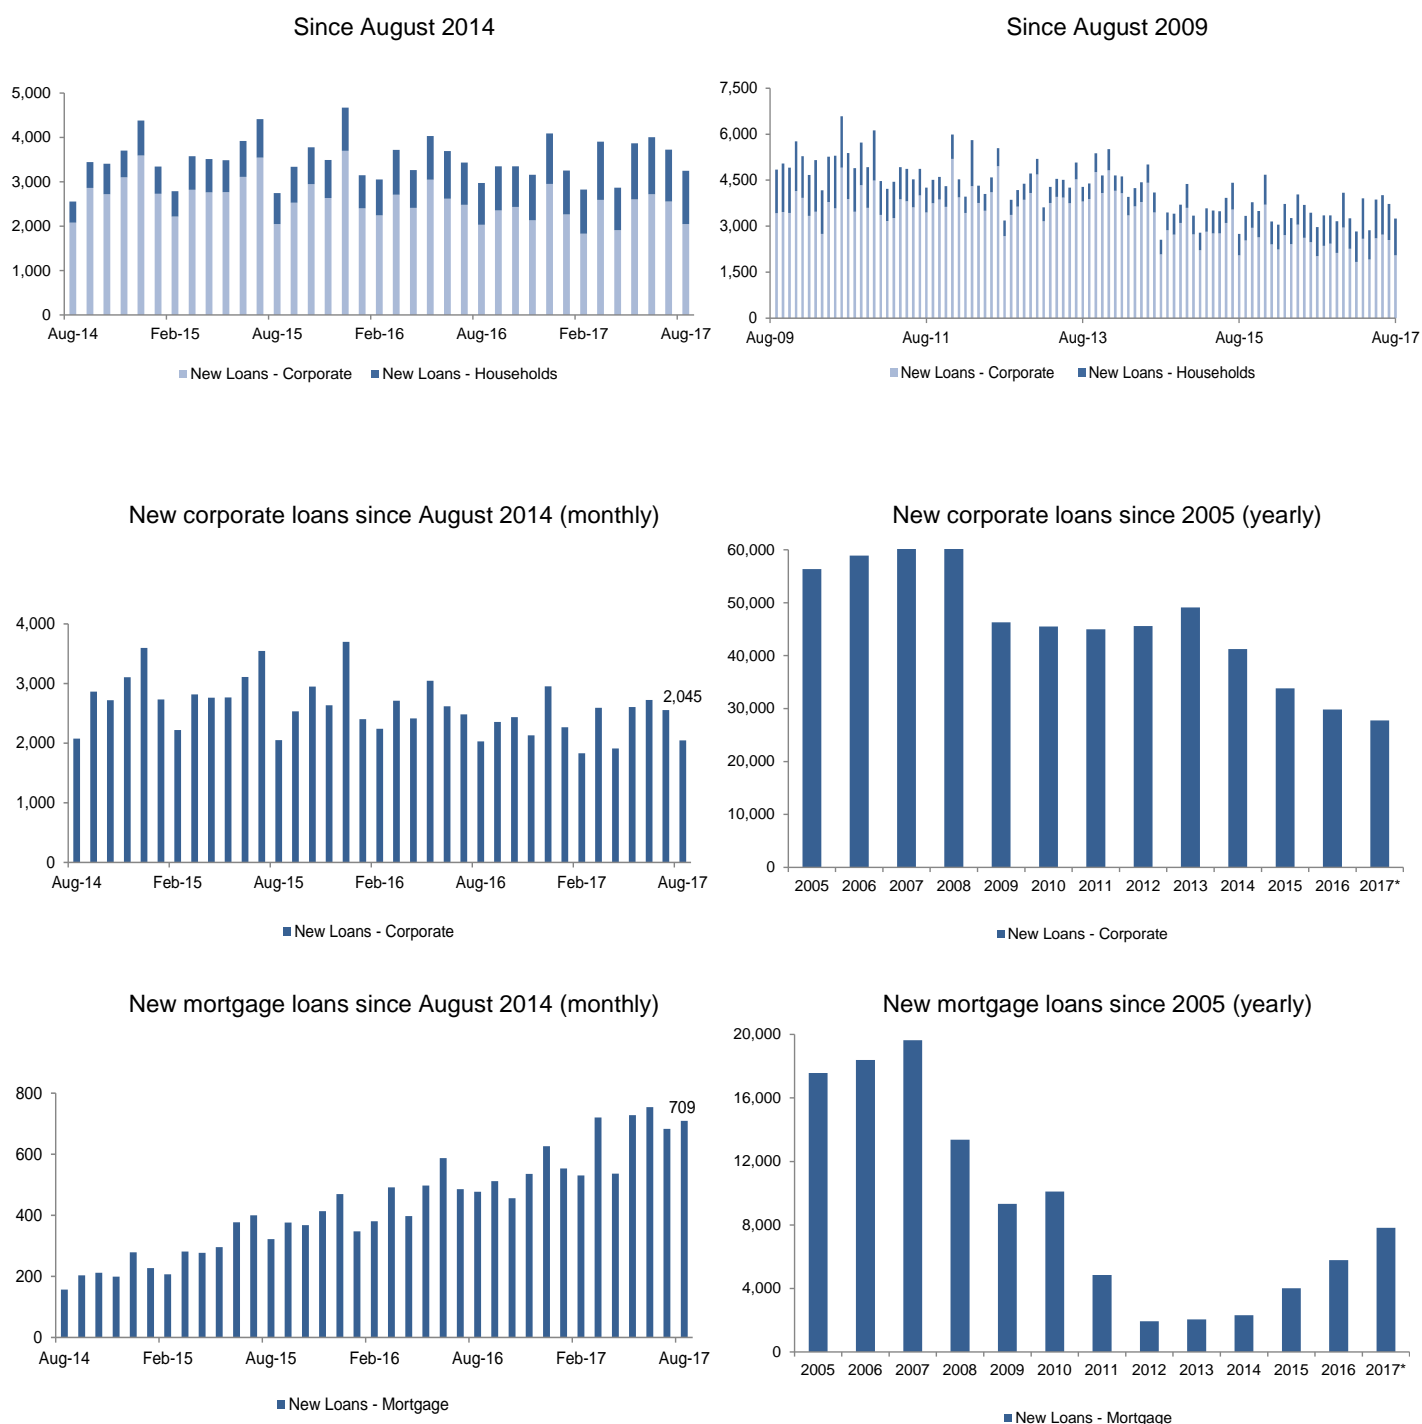 Since August 2014
5,000
4,000
3,000
2,000
1,000
0
Aug-14 Feb-15 Aug-15 Feb-16 Aug-16 Feb-17 Aug-17
New Loans - Corporate New Loans - Households
Since August 2009
7,500
6,000
4,500
3,000
1,500
0
Aug-09 Aug-11 Aug-13 Aug-15 Aug-17
New Loans - Corporate New Loans - Households
New corporate loans since August 2014 (monthly)
4,000
3,000
2,000
1,000
0
2,045
Aug-14 Feb-15 Aug-15 Feb-16 Aug-16 Feb-17 Aug-17
New Loans - Corporate
New corporate loans since 2005 (yearly)
60,000
50,000
40,000
30,000
20,000
10,000
0
2005 2006 2007 2008 2009 2010 2011 2012 2013 2014 2015 2016 2017*
New Loans - Corporate
New mortgage loans since August 2014 (monthly)
800
600
400
200
0
709
Aug-14 Feb-15 Aug-15 Feb-16 Aug-16 Feb-17 Aug-17
New Loans - Mortgage
New mortgage loans since 2005 (yearly)
20,000
16,000
12,000
8,000
4,000
0
2005 2006 2007 2008 2009 2010 2011 2012 2013 2014 2015 2016 2017*
New Loans - Mortgage